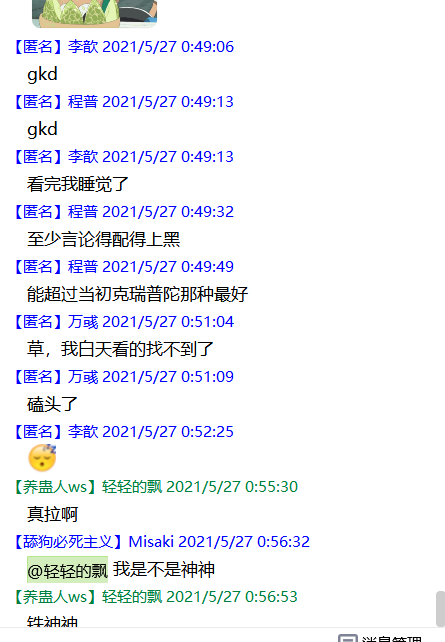 【匿名】李歆 2021/5/27 0:49:06
gkd
【匿名】程普 2021/5/27 0:49:13
gkd
【匿名】李歆 2021/5/27 0:49:13
看完我睡觉了
【匿名】程普 2021/5/27 0:49:32
至少言论得配得上黑
【匿名】程普 2021/5/27 0:49:49
能超过当初克瑞普陀那种最好
【匿名】万彧 2021/5/27 0:51:04
草，我白天看的找不到了
【匿名】万彧 2021/5/27 0:51:09
磕头了
【匿名】李歆 2021/5/27 0:52:25
【养蛊人ws】轻轻的飘 2021/5/27 0:55:30
真拉啊
【舔狗必死主义】Misaki 2021/5/27 0:56:32
@轻轻的飘 我是不是神神
【养蛊人ws】轻轻的飘 2021/5/27 0:56:53
铁神神
消息管理